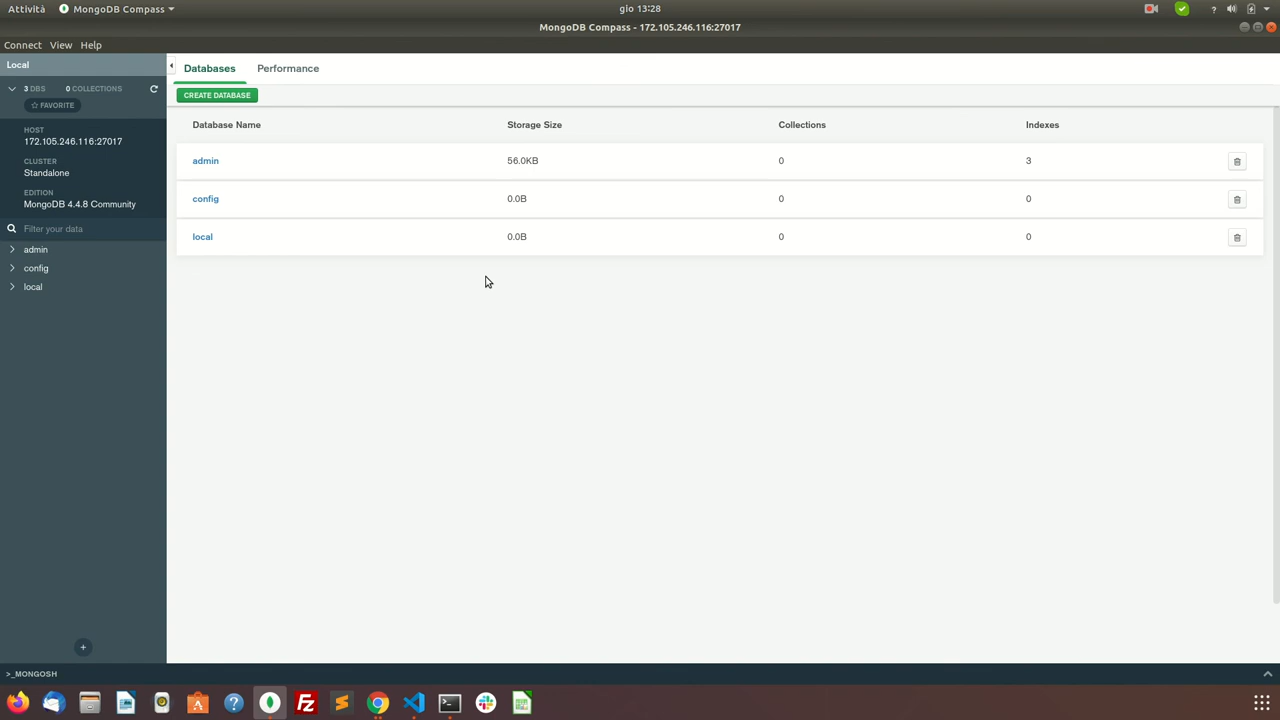 Attività
MongoDB Compass
gio 13:28
MongoDB Compass - 172.105.246.116:27017
Connect View Help
Local
3 DBS 0 COLLECTIONS
FAVORITE
HOST
172.105.246.116:27017
CLUSTER
Standalone
EDITION
MongoDB 4.4.8 Community
Filter your data
admin
config
local
Databases Performance
CREATE DATABASE
Database Name Storage Size Collections Indexes
admin 56.0KB 0 3
config 0.0B 0 0
local 0.0B 0 0
>_MONGOSH